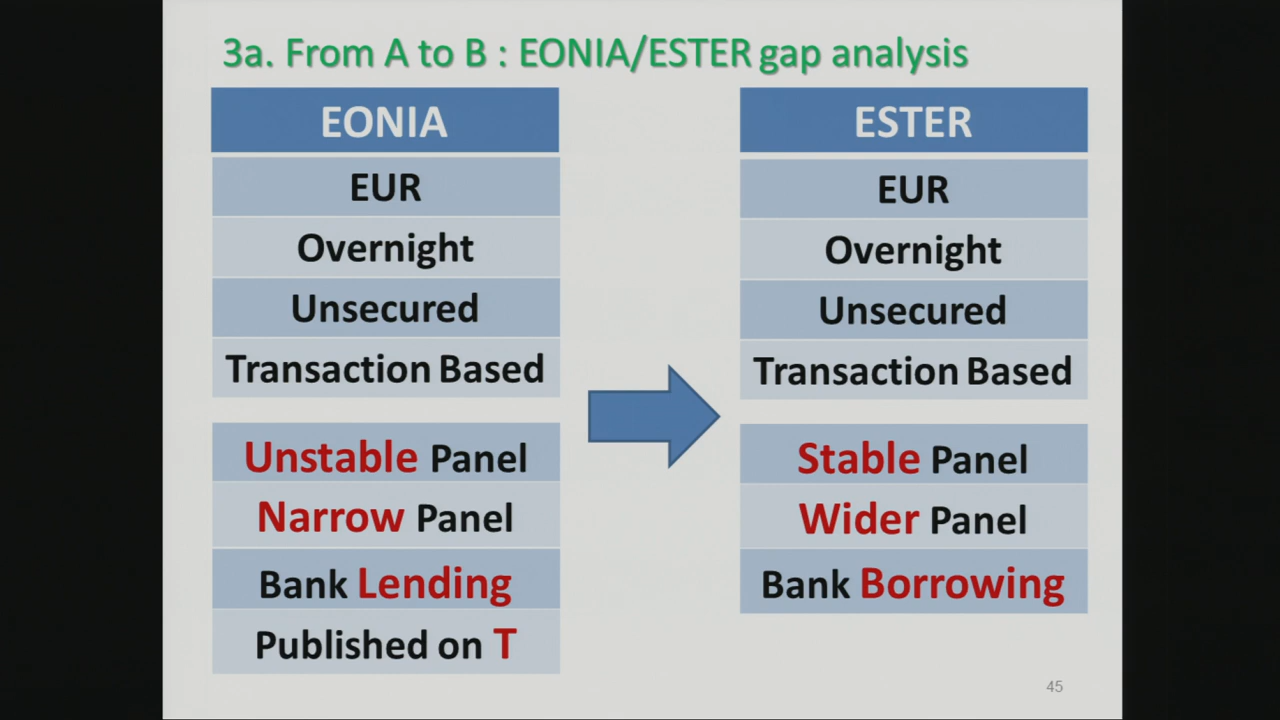 3a. From A to B : EONIA/ESTER gap analysis
EONIA
EUR
Overnight
Unsecured
Transaction Based
Unstable Panel
Narrow Panel
Bank Lending
Published on T
ESTER
EUR
Overnight
Unsecured
Transaction Based
Stable Panel
Wider Panel
Bank Borrowing
45